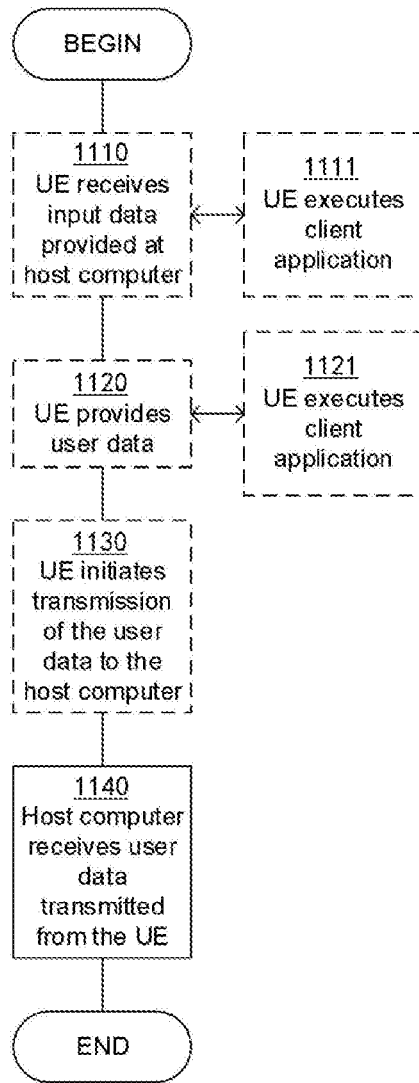 BEGIN
1110
UE receives
input data
provided at
host computer
1111
UE executes
client
application
1120
UE provides
user data
1121
UE executes
client
application
1130
UE initiates
transmission
of the user
data to the
host computer
1140
Host computer
receives user
data
transmitted
from the UE
END